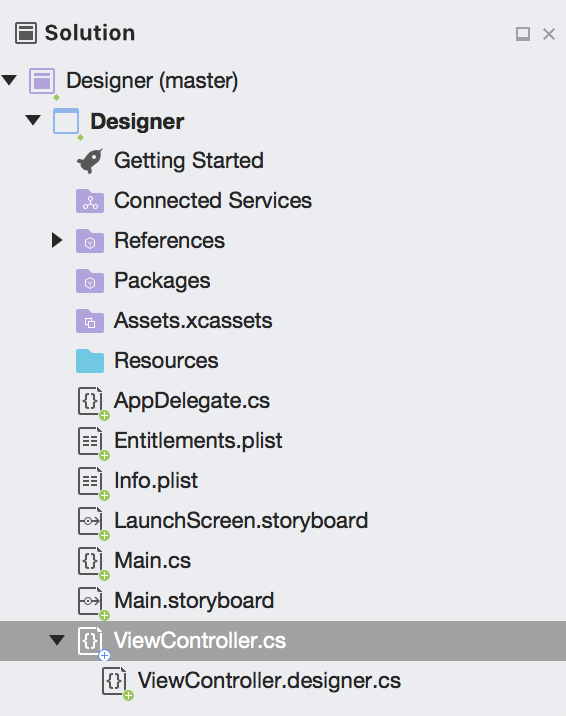 Solution
Designer (master)
Designer
Getting Started
Connected Services
References
Packages
Assets.xcassets
Resources
AppDelegate.cs
Entitlements.plist
Info.plist
LaunchScreen.storyboard
Main.cs
Main.storyboard
ViewController.cs
ViewController.designer.cs